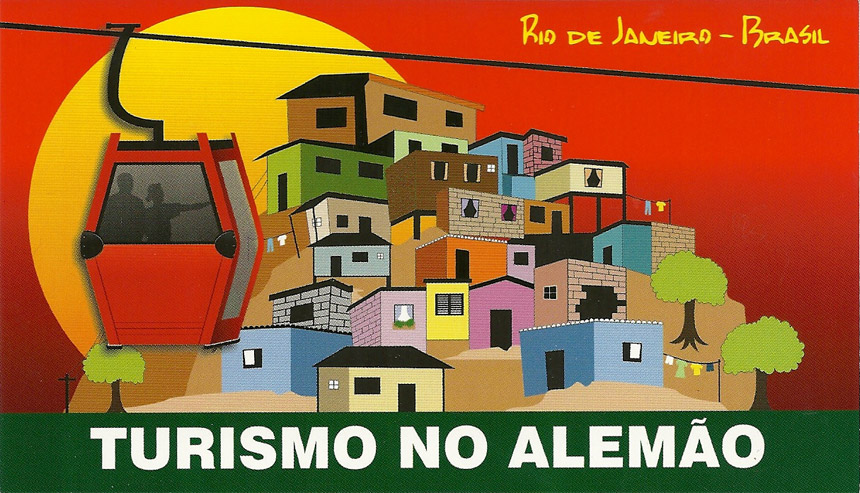 RIO DE JANEIRO - BRASIL
TURISMO NO ALEMÃO